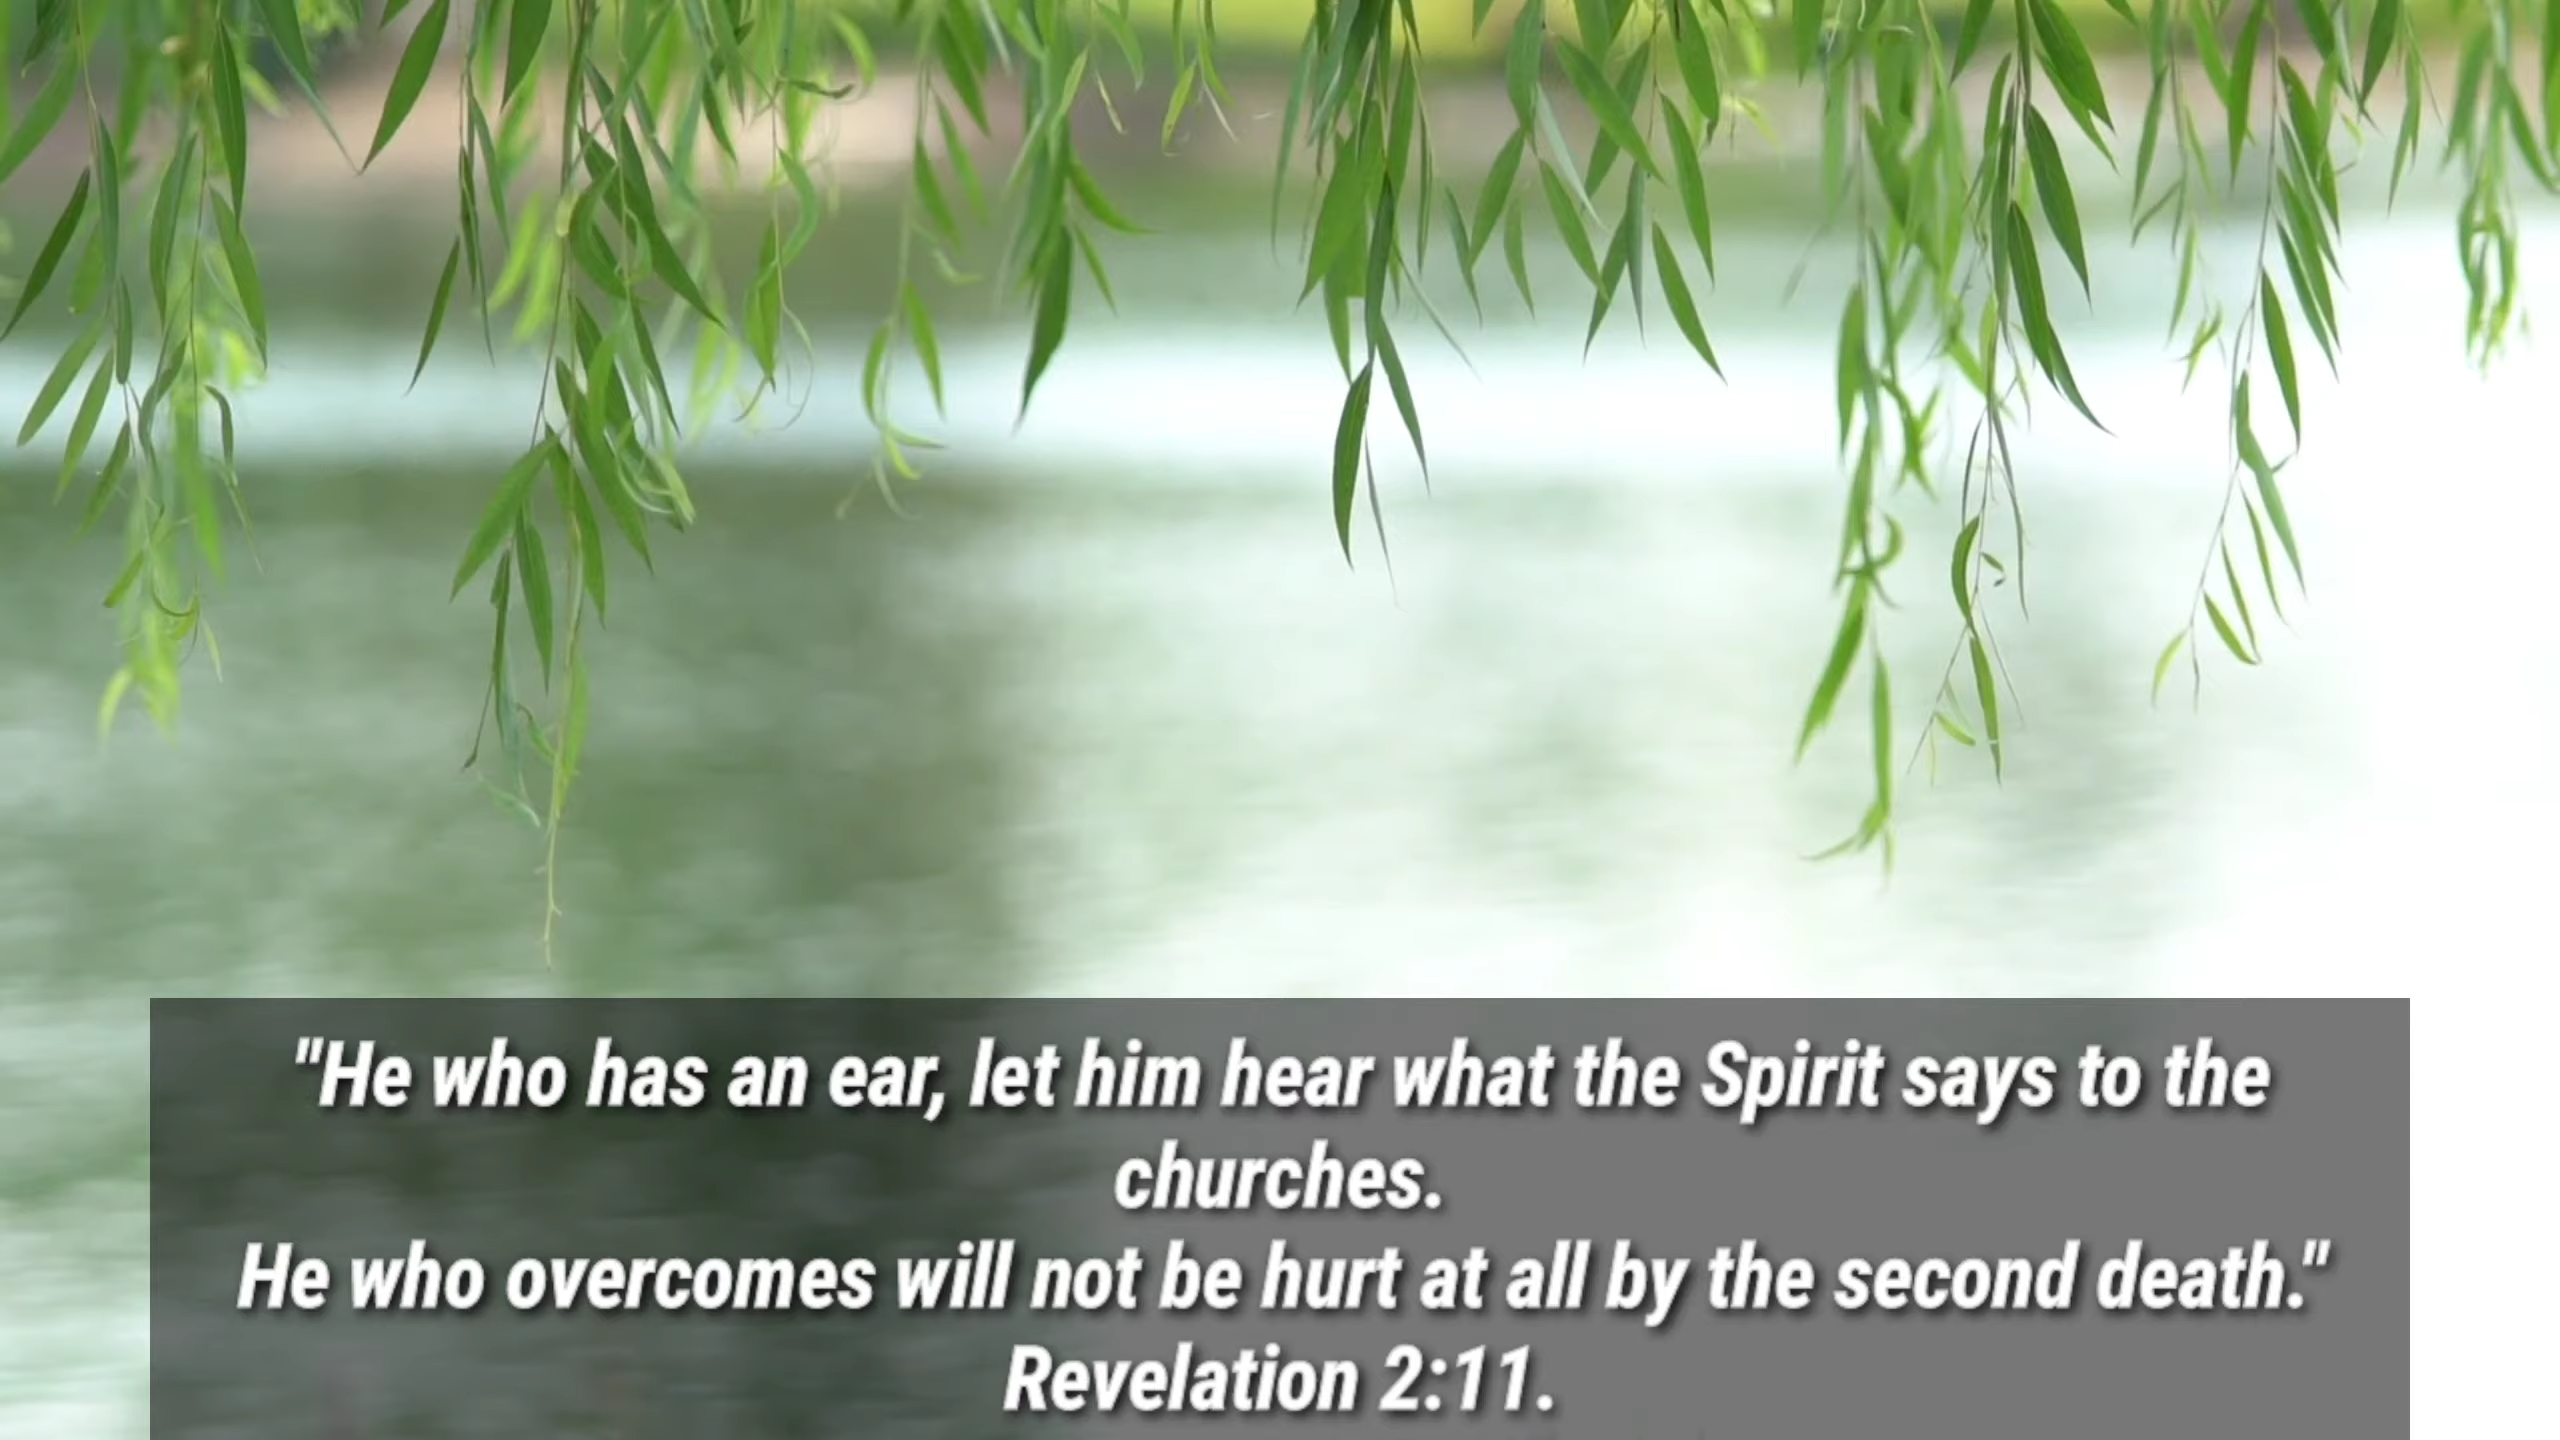 "He who has an ear, let him hear what the Spirit says to the
churches.
He who overcomes will not be hurt at all by the second death."
Revelation 2:11.